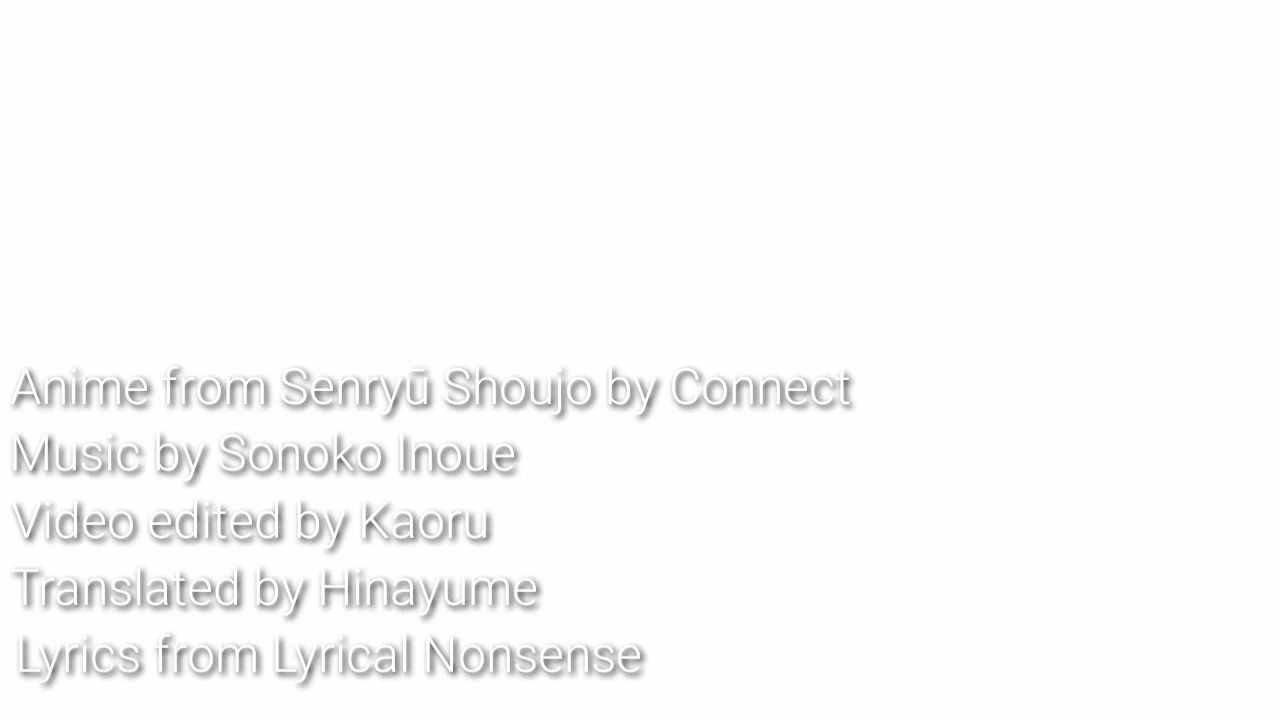 Anime from Senryū Shoujo by Connect
Music by Sonoko Inoue
Video edited by Kaoru
Translated by Hinayume
Lyrics from Lyrical Nonsense